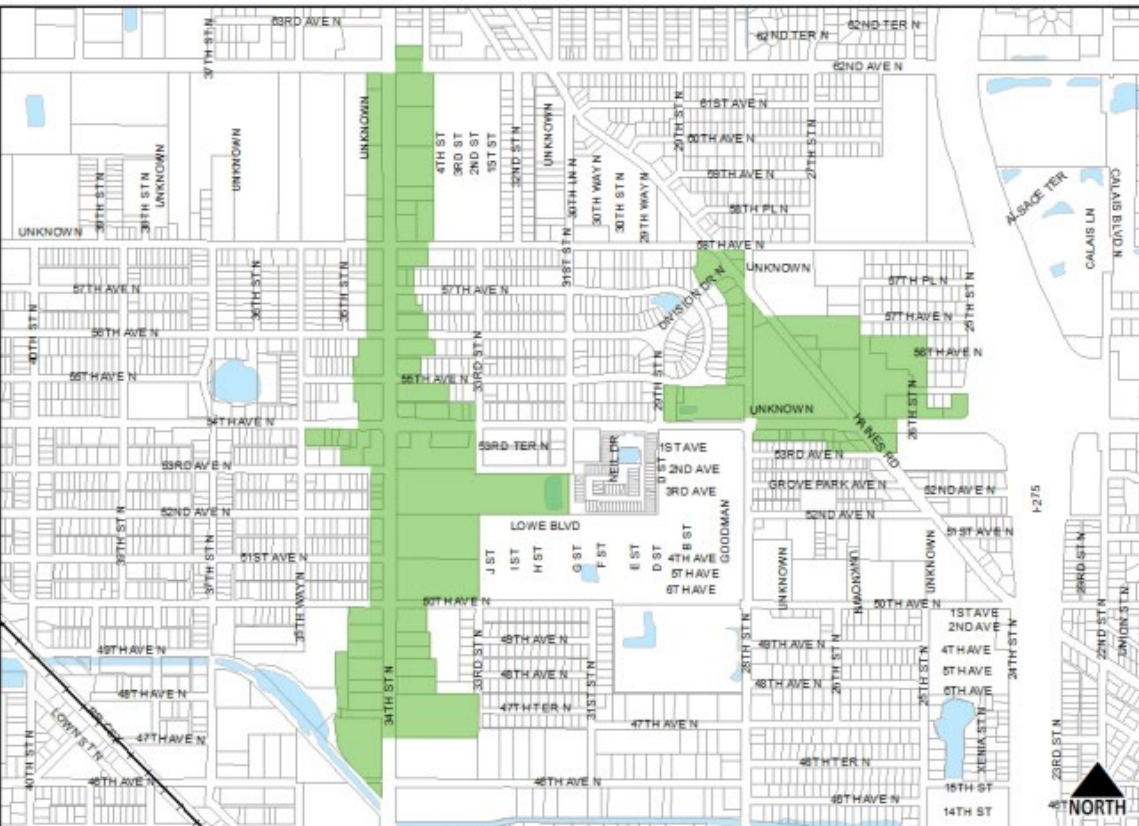 63RD AVE N
62ND TER N
62ND TER N
37TH ST N
62ND AVE N
UNKNOWN
61ST AVE N
60TH AVE N
29TH ST N
27TH ST N
59TH AVE N
58TH PL N
58TH AVE N
4TH ST
3RD ST
2ND ST
1ST ST
32ND ST N
UNKNOWN
30TH LN N
30TH WAY N
30TH ST N
29TH WAY N
31ST ST N
UNKNOWN
39TH ST N
38TH ST N
UNKNOWN
UNKNOWN
ALSACE TER
CALAIS LN
CALAIS BLVD N
UNKNOWN
DIVISION DR N
57TH PL N
57TH AVE N
25TH ST N
57TH AVE N
36TH ST N
35TH ST N
57TH AVE N
56TH AVE N
40TH ST N
56TH AVE N
55TH AVE N
55TH AVE N
33RD ST N
29TH ST N
UNKNOWN
HAINES RD
26TH ST N
54TH AVE N
53RD TER N
NEIL DR
D ST
1ST AVE
2ND AVE
3RD AVE
53RD AVE N
53RD AVE N
GROVE PARK AVE N
52ND AVE N
52ND AVE N
52ND AVE N
51ST AVE N
I-275
LOWE BLVD
J ST
I ST
H ST
G ST
F ST
E ST
D ST
B ST
GOODMAN
4TH AVE
5TH AVE
6TH AVE
39TH ST N
37TH ST N
51ST AVE N
35TH WAY N
UNKNOWN
UNKNOWN
UNKNOWN
23RD ST N
50TH AVE N
50TH AVE N
1ST AVE
2ND AVE
4TH AVE
5TH AVE
6TH AVE
24TH ST N
22ND ST N
UNION ST N
49TH AVE N
49TH AVE N
49TH AVE N
48TH AVE N
48TH AVE N
48TH AVE N
33RD ST N
31ST ST N
28TH ST N
26TH ST N
25TH ST N
34TH ST N
47TH TER N
47TH AVE N
47TH AVE N
LOWN ST N
40TH ST N
46TH AVE N
46TH AVE N
46TH TER N
46TH AVE N
XENIA ST N
23RD ST N
15TH ST
14TH ST
NORTH